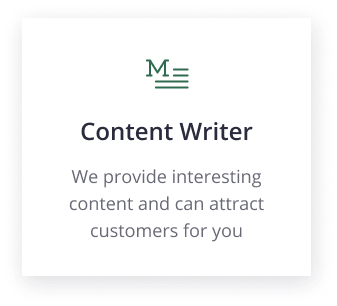 M
Content Writer
We provide interesting
content and can attract
customers for you